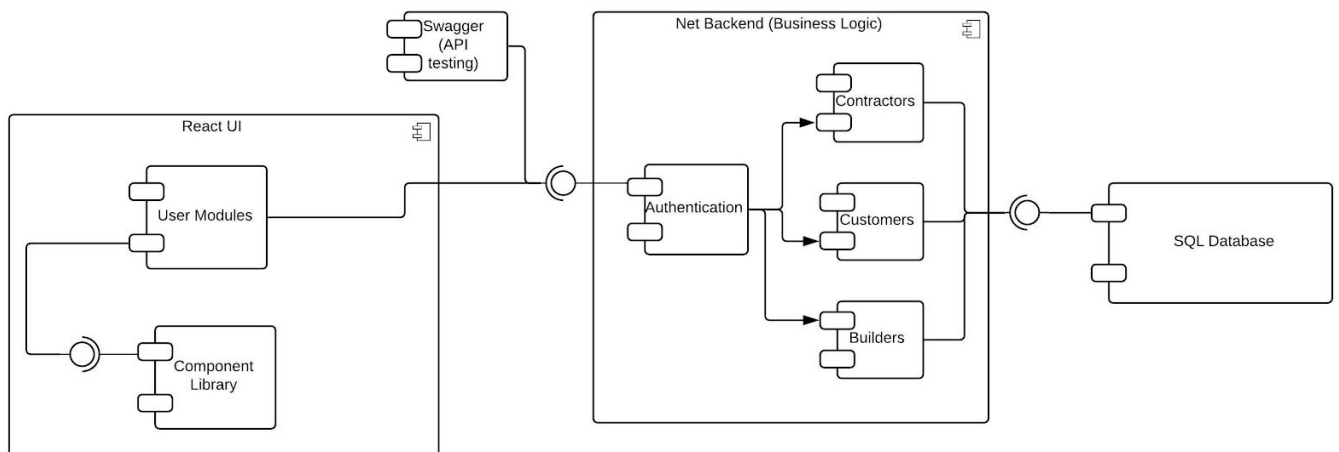 Swagger
(API
testing)
Net Backend (Business Logic)
React UI
User Modules
Component
Library
Authentication
Contractors
Customers
Builders
SQL Database